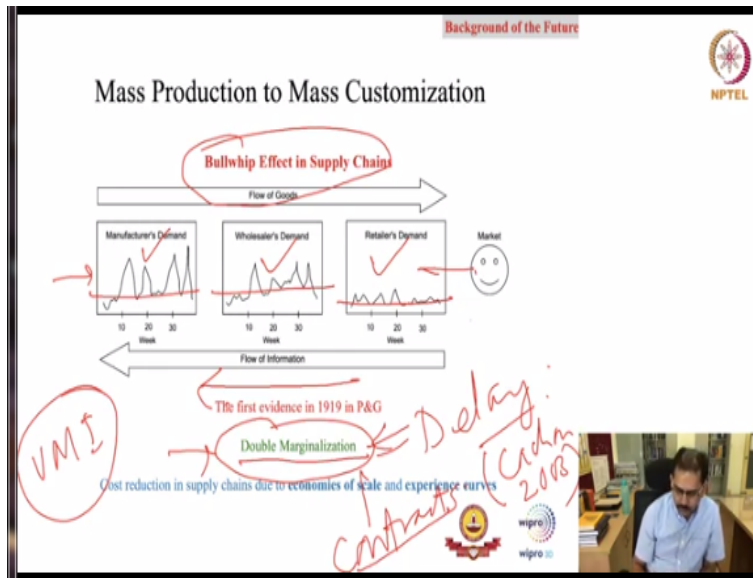 Background of the Future
NPTEL
Mass Production to Mass Customization
Bullwhip Effect in Supply Chains
Flow of Goods
Manufacturer's Demand
Wholesaler's Demand
Retailer's Demand
Market
10 20 30
10 20 30
10 20 30
Week
Week
Week
Flow of Information
The first evidence in 1919 in P&G
VMI
Double Marginalization
Delay
(Cachon
2003)
Cost reduction in supply chains due to economies of scale and experience curves
Contracts
wipro
wipro 3D